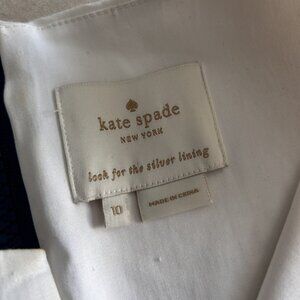 kate spade
NEW YORK
look for the silver lining
10
MADE IN CHINA